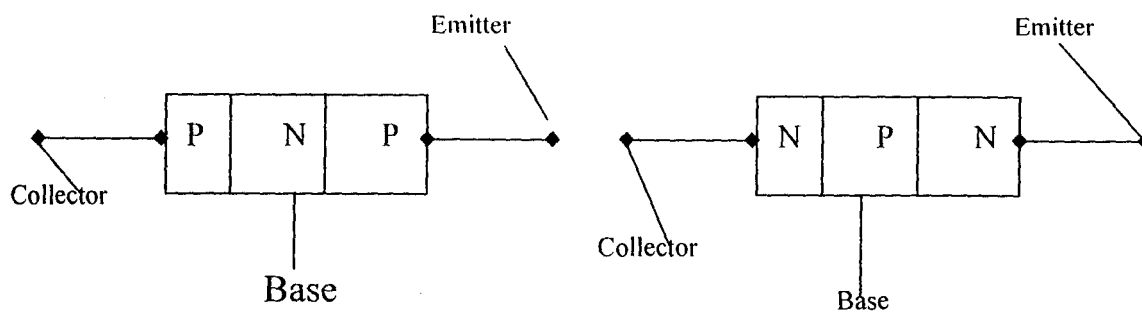 Emitter
P N P
Collector
Base
Emitter
N P N
Collector
Base